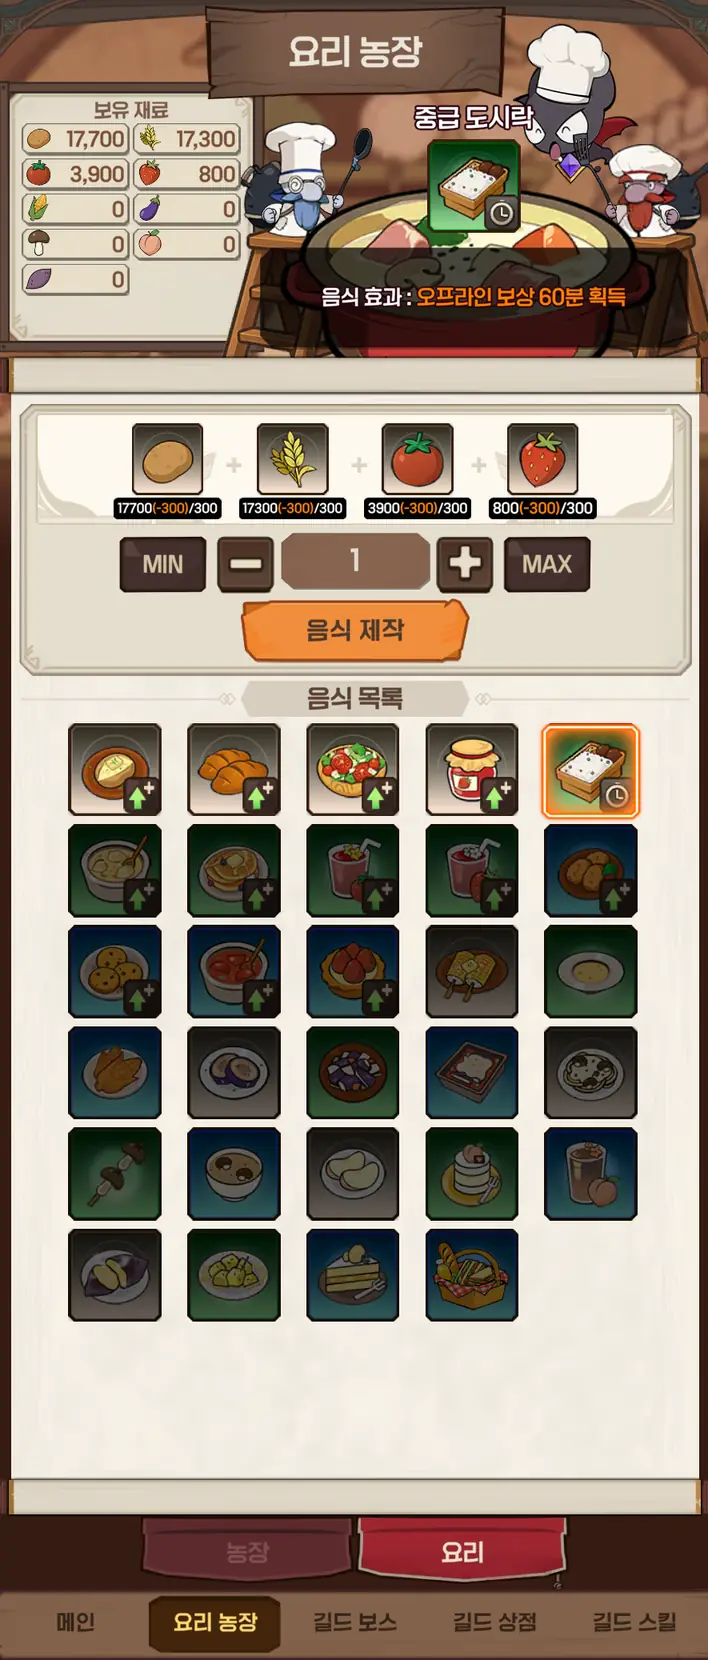 요리 농장
보유 재료
17,700 17,300
3,900 800
0 0
0 0
0
중급 도시락
음식 효과 : 오프라인 보상 60분 획득
17700(-300)/300 17300(-300)/300 3900(-300)/300 800(-300)/300
MIN 1 MAX
음식 제작
음식 목록
농장 요리
메인 요리 농장 길드 보스 길드 상점 길드 스킬